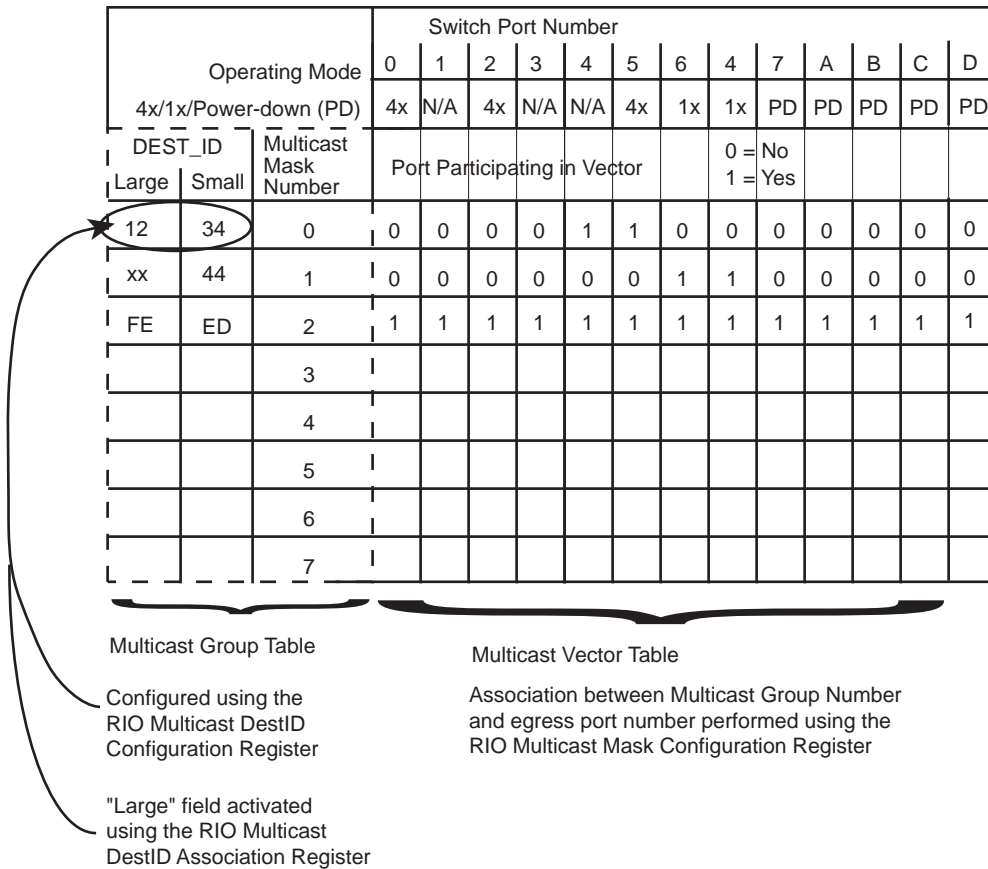 Switch Port Number
Operating Mode 0 1 2 3 4 5 6 4 7 A B C D
4x/1x/Power-down (PD) 4x N/A 4x N/A N/A 4x 1x 1x PD PD PD PD PD
DEST_ID Multicast Mask Number Port Participating in Vector 0 = No
Large Small 1 = Yes
12 34 0 0 0 0 0 1 1 0 0 0 0 0 0 0
xx 44 1 0 0 0 0 0 0 1 1 0 0 0 0 0
FE ED 2 1 1 1 1 1 1 1 1 1 1 1 1 1
3
4
5
6
7
Multicast Group Table
Configured using the
RIO Multicast DestID
Configuration Register
"Large" field activated
using the RIO Multicast
DestID Association Register
Multicast Vector Table
Association between Multicast Group Number
and egress port number performed using the
RIO Multicast Mask Configuration Register